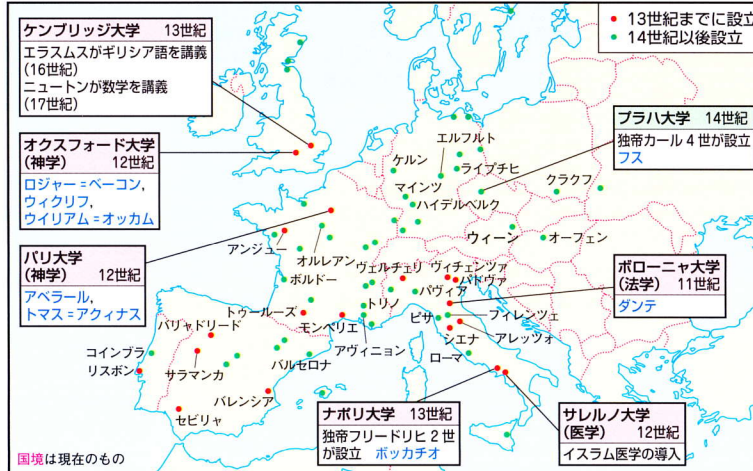 ケンブリッジ大学 13世紀
エラスムスがギリシア語を講義
(16世紀)
ニュートンが数学を講義
(17世紀)
13世紀までに設立
14世紀以後設立
オクスフォード大学
(神学) 12世紀
ロジャー=ベーコン,
ウィクリフ,
ウイリアム=オッカム
プラハ大学 14世紀
独帝カール4世が設立
フス
エルフルト
ケルン
ライプチヒ
マインツ
クラクフ
ハイデルベルク
パリ大学
(神学) 12世紀
アベラール,
トマス=アクィナス
アンジュー
オルレアン
ウィーン
オーフェン
ボルドー
ヴェルチェリ
ヴィチェンツァ
パドヴァ
ボローニャ大学
(法学) 11世紀
ダンテ
トゥールーズ
トリノ
パヴィア
バリャドリード
モンペリエ
ピサ
フィレンツェ
コインブラ
アヴィニョン
シエナ
アレッツォ
リスボン
サラマンカ
バルセロナ
ローマ
バレンシア
セビリャ
ナポリ大学 13世紀
独帝フリードリヒ2世
が設立 ボッカチオ
サレルノ大学
(医学) 12世紀
イスラム医学の導入
国境は現在のもの